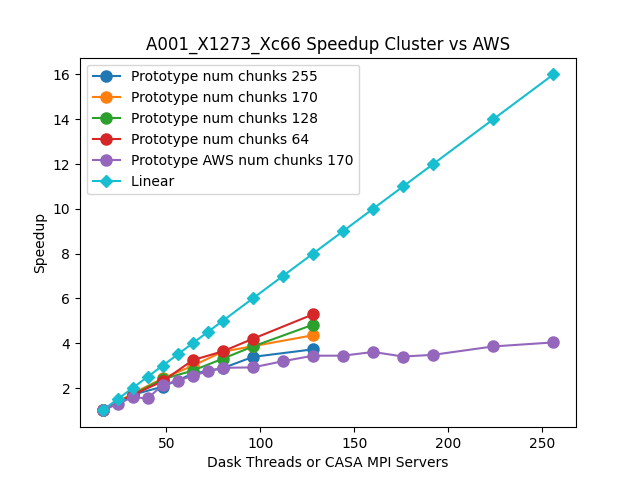 A001_X1273_Xc66 Speedup Cluster vs AWS
Prototype num chunks 255
Prototype num chunks 170
Prototype num chunks 128
Prototype num chunks 64
Prototype AWS num chunks 170
Linear
16
14
12
10
8
6
4
2
Speedup
50 100 150 200 250
Dask Threads or CASA MPI Servers